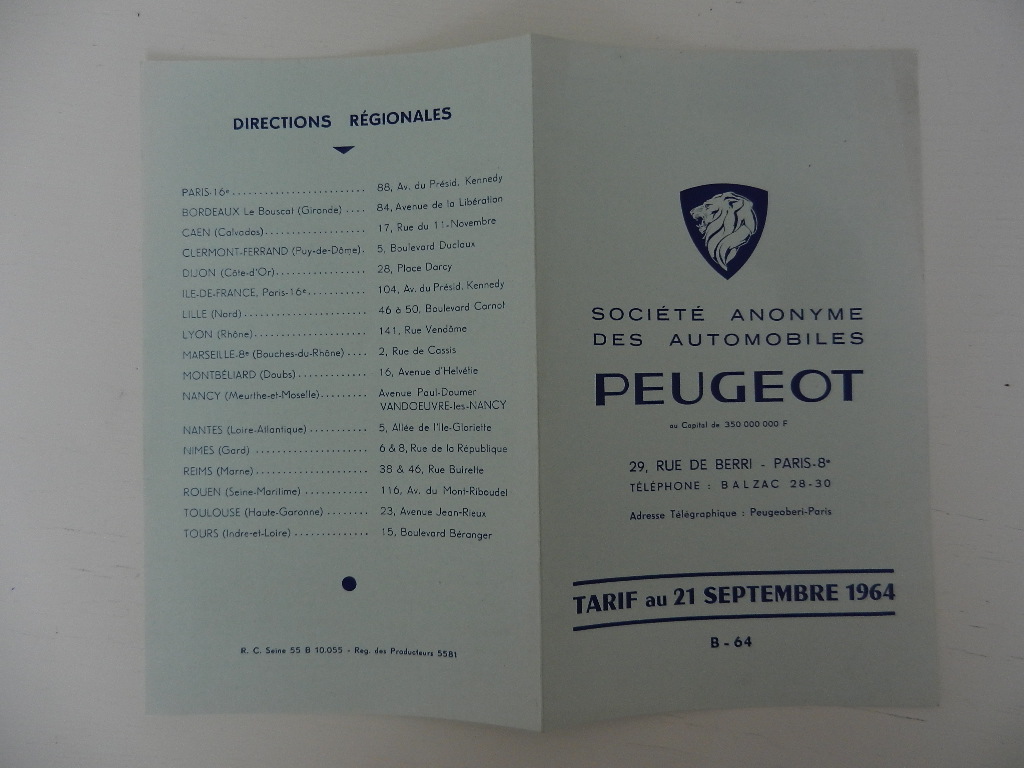 DIRECTIONS RÉGIONALES
PARIS-16e ......................... 88, Av. du Présid. Kennedy
BORDEAUX Le Bouscat (Gironde) .... 84, Avenue de la Libération
CAEN (Calvados)................... 17, Rue du 11-Novembre
CLERMONT-FERRAND (Puy-de-Dôme). 5, Boulevard Duclaux
DIJON (Côte-d'Or)................. 28, Place Darcy
ILE-DE-FRANCE, Paris-16e........... 104, Av. du Présid. Kennedy
LILLE (Nord) ....................... 46 à 50, Boulevard Carnot
LYON (Rhône)..................... 141, Rue Vendôme
MARSEILLE-8e (Bouches-du-Rhône) .... 2, Rue de Cassis
MONTBÉLIARD (Doubs)............. 16, Avenue d'Helvétie
NANCY (Meurthe-et-Moselle)......... Avenue Paul-Doumer
VANDOEUVRE-les-NANCY
NANTES (Loire-Atlantique) ........... 5, Allée de l'Ile-Gloriette
NIMES (Gard) ...................... 6 & 8, Rue de la République
REIMS (Marne) ..................... 38 & 46, Rue Buirette
ROUEN (Seine-Maritime) ............ 116, Av. du Mont-Riboudet
TOULOUSE (Haute-Garonne) ........ 23, Avenue Jean-Rieux
TOURS (Indre-et-Loire) .............. 15, Boulevard Béranger
R. C. Seine 55 B 10.055 - Reg. des Producteurs 5581
SOCIÉTÉ ANONYME
DES AUTOMOBILES
PEUGEOT
au Capital de 350 000 000 F
29, RUE DE BERRI - PARIS-8e
TÉLÉPHONE : BALZAC 28-30
Adresse Télégraphique : Peugeoberi-Paris
TARIF au 21 SEPTEMBRE 1964
B - 64